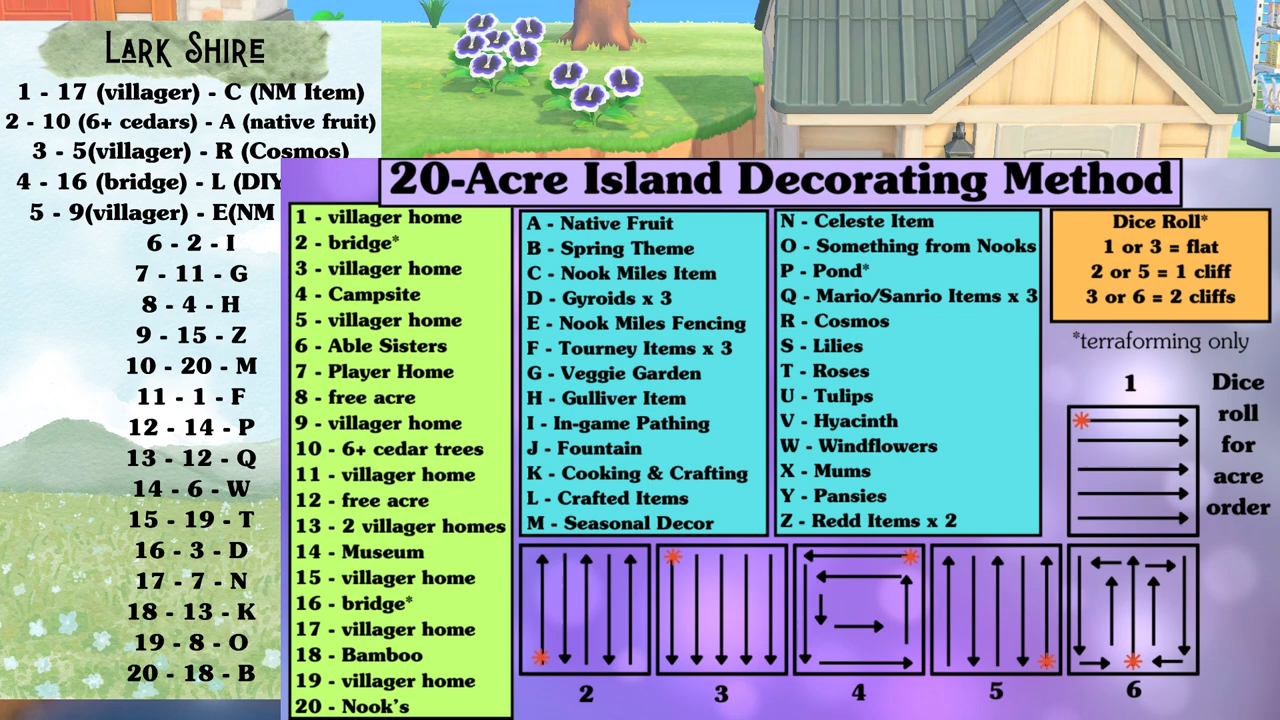 Lark Shire
1 - 17 (villager) - C (NM Item)
2 - 10 (6+ cedars) - A (native fruit)
3 - 5(villager) - R (Cosmos)
4 - 16 (bridge) - L (DIY
5 - 9(villager) - E(NM
6 - 2 - I
7 - 11 - G
8 - 4 - H
9 - 15 - Z
10 - 20 - M
11 - 1 - F
12 - 14 - P
13 - 12 - Q
14 - 6 - W
15 - 19 - T
16 - 3 - D
17 - 7 - N
18 - 13 - K
19 - 8 - O
20 - 18 - B
20-Acre Island Decorating Method
1 - villager home
2 - bridge*
3 - villager home
4 - Campsite
5 - villager home
6 - Able Sisters
7 - Player Home
8 - free acre
9 - villager home
10 - 6+ cedar trees
11 - villager home
12 - free acre
13 - 2 villager homes
14 - Museum
15 - villager home
16 - bridge*
17 - villager home
18 - Bamboo
19 - villager home
20 - Nook's
A - Native Fruit
B - Spring Theme
C - Nook Miles Item
D - Gyroids x 3
E - Nook Miles Fencing
F - Tourney Items x 3
G - Veggie Garden
H - Gulliver Item
I - In-game Pathing
J - Fountain
K - Cooking & Crafting
L - Crafted Items
M - Seasonal Decor
N - Celeste Item
O - Something from Nooks
P - Pond*
Q - Mario/Sanrio Items x 3
R - Cosmos
S - Lilies
T - Roses
U - Tulips
V - Hyacinth
W - Windflowers
X - Mums
Y - Pansies
Z - Redd Items x 2
Dice Roll*
1 or 3 = flat
2 or 5 = 1 cliff
3 or 6 = 2 cliffs
*terraforming only
1
Dice
roll
for
acre
order
2
3
4
5
6